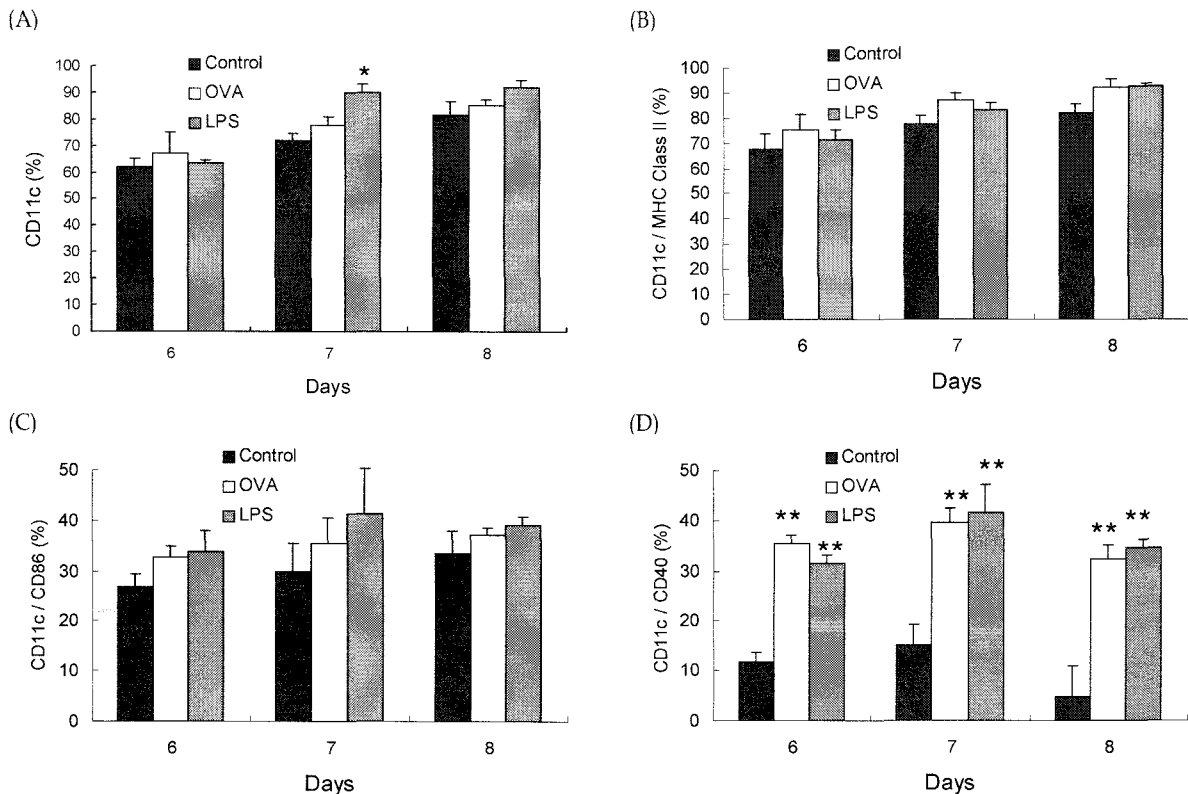 (A)
Control
OVA
LPS
*
CD11c (%)
100
90
80
70
60
50
40
30
20
10
0
6 7 8
Days
(B)
Control
OVA
LPS
CD11c / MHC Class II (%)
100
90
80
70
60
50
40
30
20
10
0
6 7 8
Days
(C)
Control
OVA
LPS
CD11c / CD86 (%)
50
40
30
20
10
0
6 7 8
Days
(D)
Control
OVA
LPS
** ** ** ** ** **
CD11c / CD40 (%)
50
40
30
20
10
0
6 7 8
Days